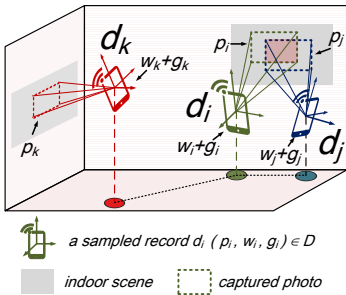 d_k
w_k+g_k
p_k
p_i
p_j
d_i
d_j
w_i+g_i
w_j+g_j
a sampled record d_i ( p_i , w_i , g_i ) ∈ D
indoor scene
captured photo